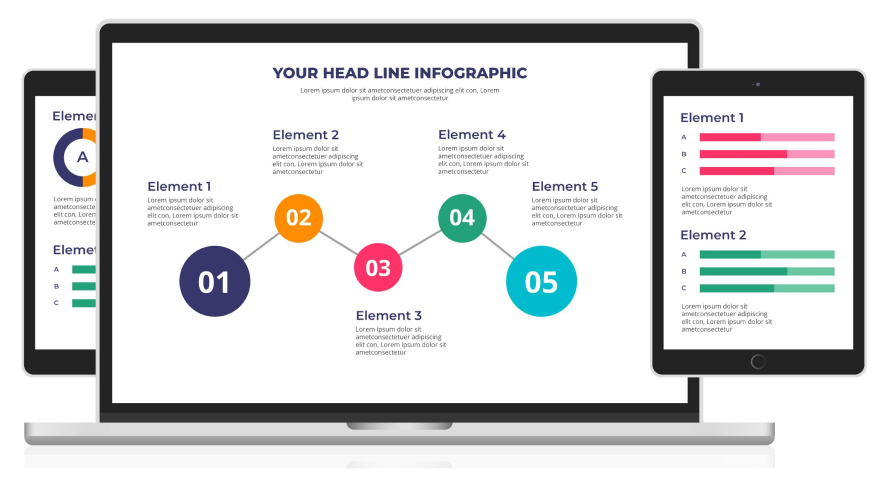 YOUR HEAD LINE INFOGRAPHIC
Lorem ipsum dolor sit ametconsectetuer adipiscing elit con, Lorem
ipsum dolor sit ametconsectetur
Element 1
Lorem ipsum dolor sit
ametconsectetuer adipiscing
elit con, Lorem ipsum dolor sit
ametconsectetur
01
Element 2
Lorem ipsum dolor sit
ametconsectetuer adipiscing
elit con, Lorem ipsum dolor sit
ametconsectetur
02
03
Element 3
Lorem ipsum dolor sit
ametconsectetuer adipiscing
elit con, Lorem ipsum dolor sit
ametconsectetur
Element 4
Lorem ipsum dolor sit
ametconsectetuer adipiscing
elit con, Lorem ipsum dolor sit
ametconsectetur
04
Element 5
Lorem ipsum dolor sit
ametconsectetuer adipiscing
elit con, Lorem ipsum dolor sit
ametconsectetur
05
A
Lorem ipsum
elit con, Lorem
A
B
C
Element 1
A
B
C
Lorem ipsum dolor sit
ametconsectetuer adipiscing
elit con, Lorem ipsum dolor sit
ametconsectetur
Element 2
A
B
C
Lorem ipsum dolor sit
ametconsectetuer adipiscing
elit con, Lorem ipsum dolor sit
ametconsectetur